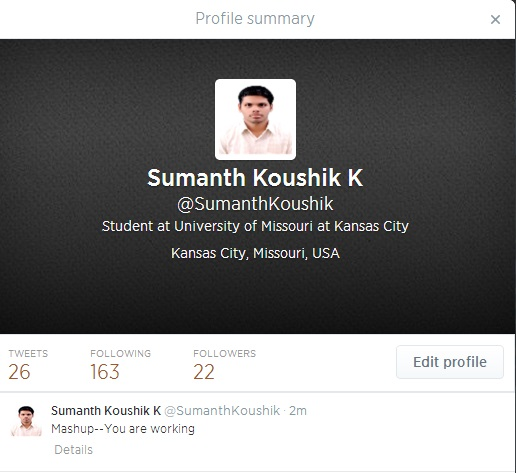 Profile summary ×
Sumanth Koushik K
@SumanthKoushik
Student at University of Missouri at Kansas City
Kansas City, Missouri, USA
TWEETS FOLLOWING FOLLOWERS
26 163 22
Edit profile
Sumanth Koushik K @SumanthKoushik · 2m
Mashup--You are working
Details